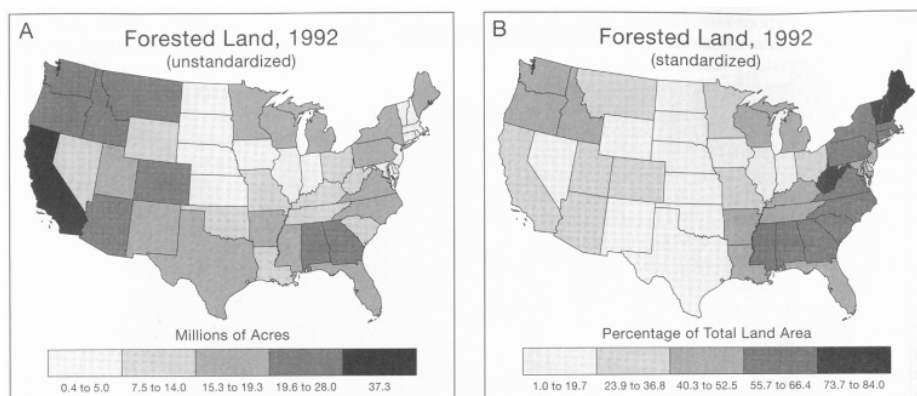 A
Forested Land, 1992
(unstandardized)
Millions of Acres
0.4 to 5.0 7.5 to 14.0 15.3 to 19.3 19.6 to 28.0 37.3
B
Forested Land, 1992
(standardized)
Percentage of Total Land Area
1.0 to 19.7 23.9 to 36.8 40.3 to 52.5 55.7 to 66.4 73.7 to 84.0